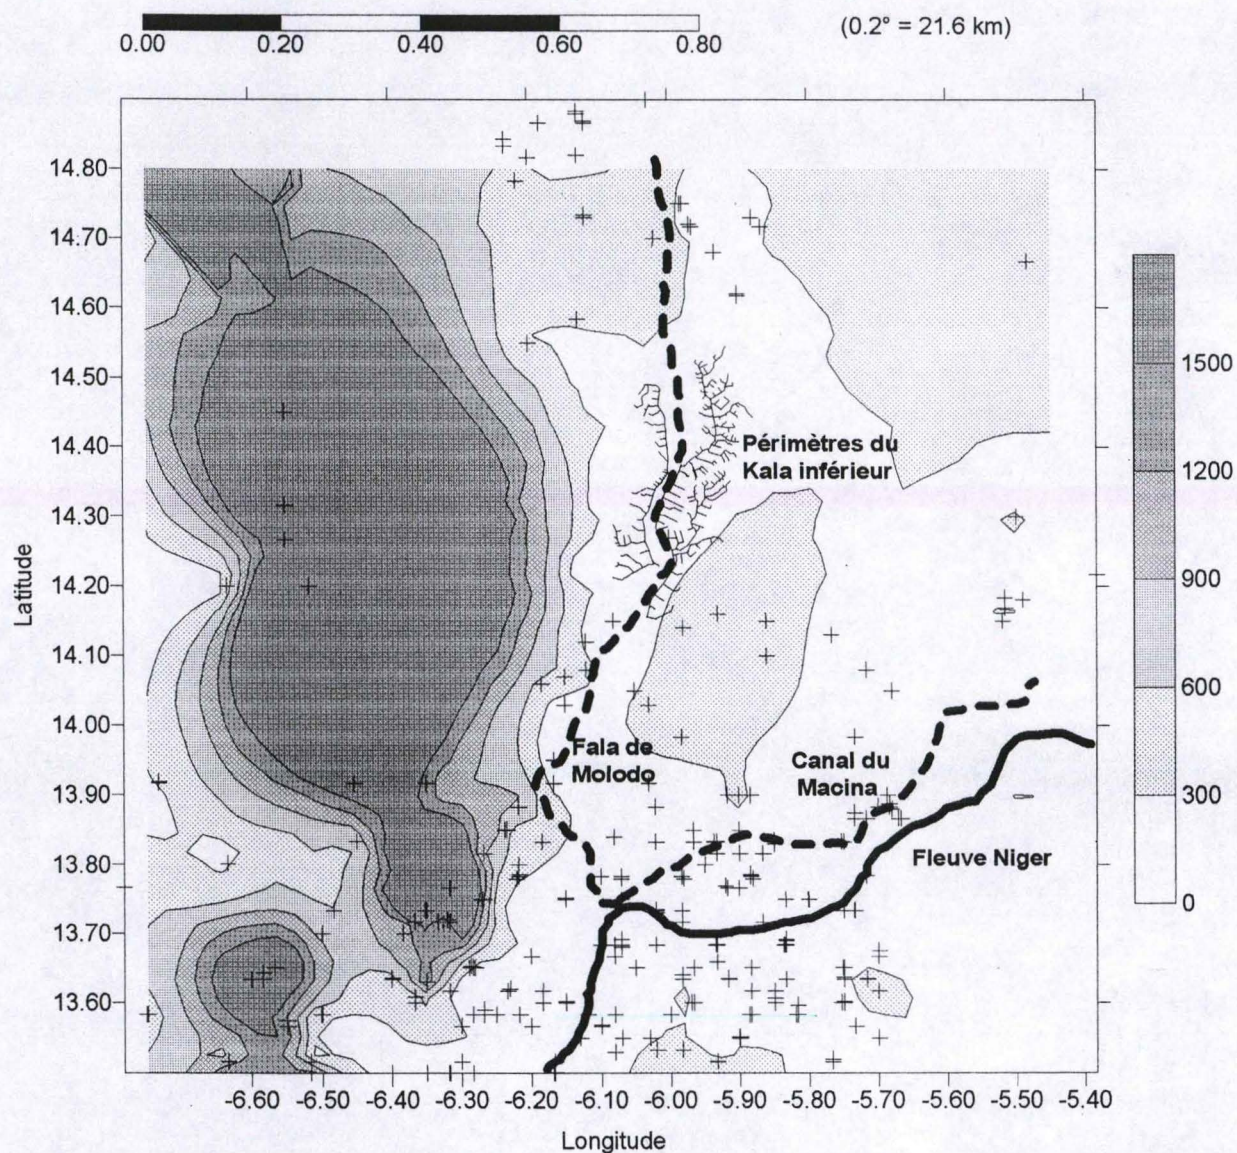 0.00 0.20 0.40 0.60 0.80
(0.2° = 21.6 km)
14.80
14.70
14.60
14.50
14.40
14.30
14.20
14.10
14.00
13.90
13.80
13.70
13.60
Latitude
Périmètres du
Kala inférieur
Fala de
Molodo
Canal du
Macina
Fleuve Niger
1500
1200
900
600
300
0
-6.60 -6.50 -6.40 -6.30 -6.20 -6.10 -6.00 -5.90 -5.80 -5.70 -5.60 -5.50 -5.40
Longitude